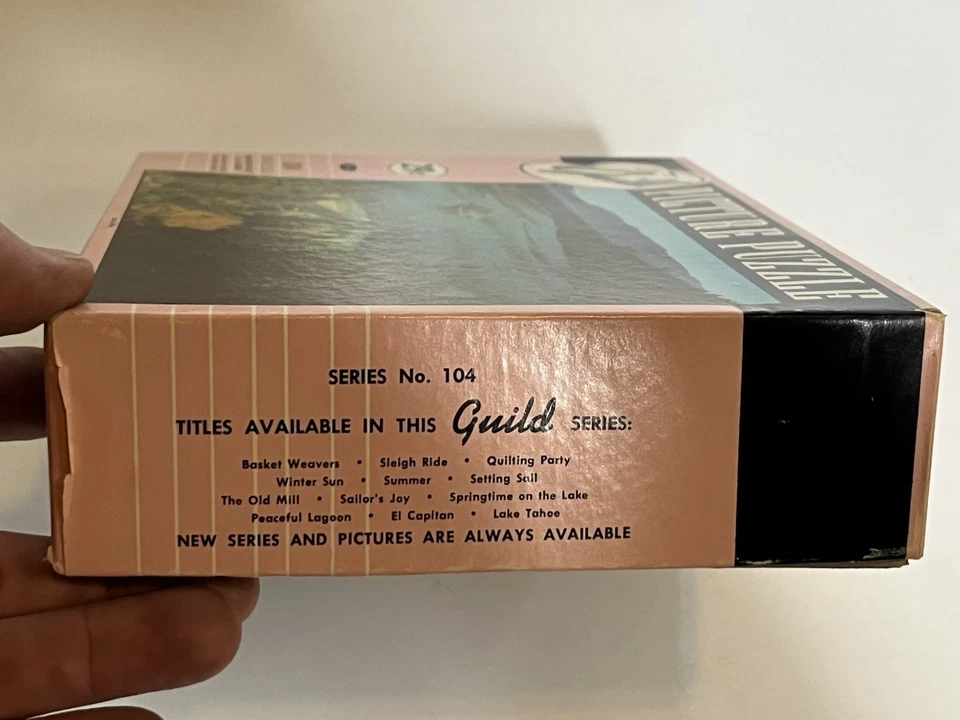 PICTURE PUZZLE
SERIES No. 104
TITLES AVAILABLE IN THIS Guild SERIES:
Basket Weavers • Sleigh Ride • Quilting Party
Winter Sun • Summer • Setting Sail
The Old Mill • Sailor's Joy • Springtime on the Lake
Peaceful Lagoon • El Capitan • Lake Tahoe
NEW SERIES AND PICTURES ARE ALWAYS AVAILABLE